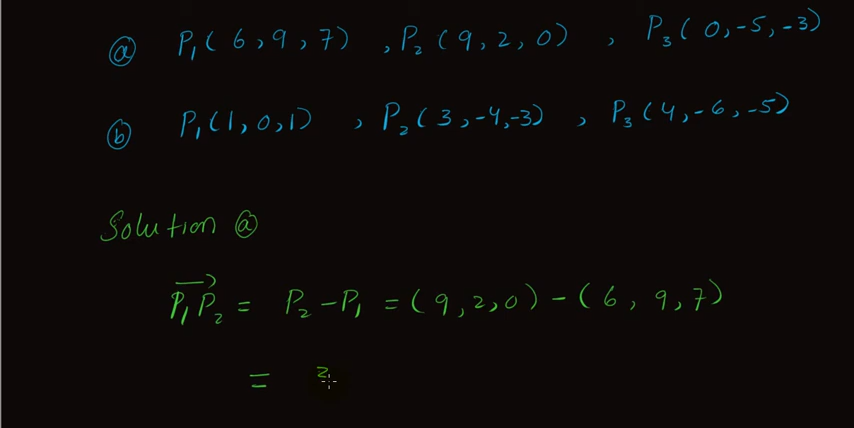 ⓐ P₁(6,9,7) , P₂(9,2,0) , P₃(0,-5,-3)
ⓑ P₁(1,0,1) , P₂(3,-4,-3) , P₃(4,-6,-5)
Solution ⓐ
P₁P₂⃗ = P₂-P₁ = (9,2,0)-(6,9,7)
=